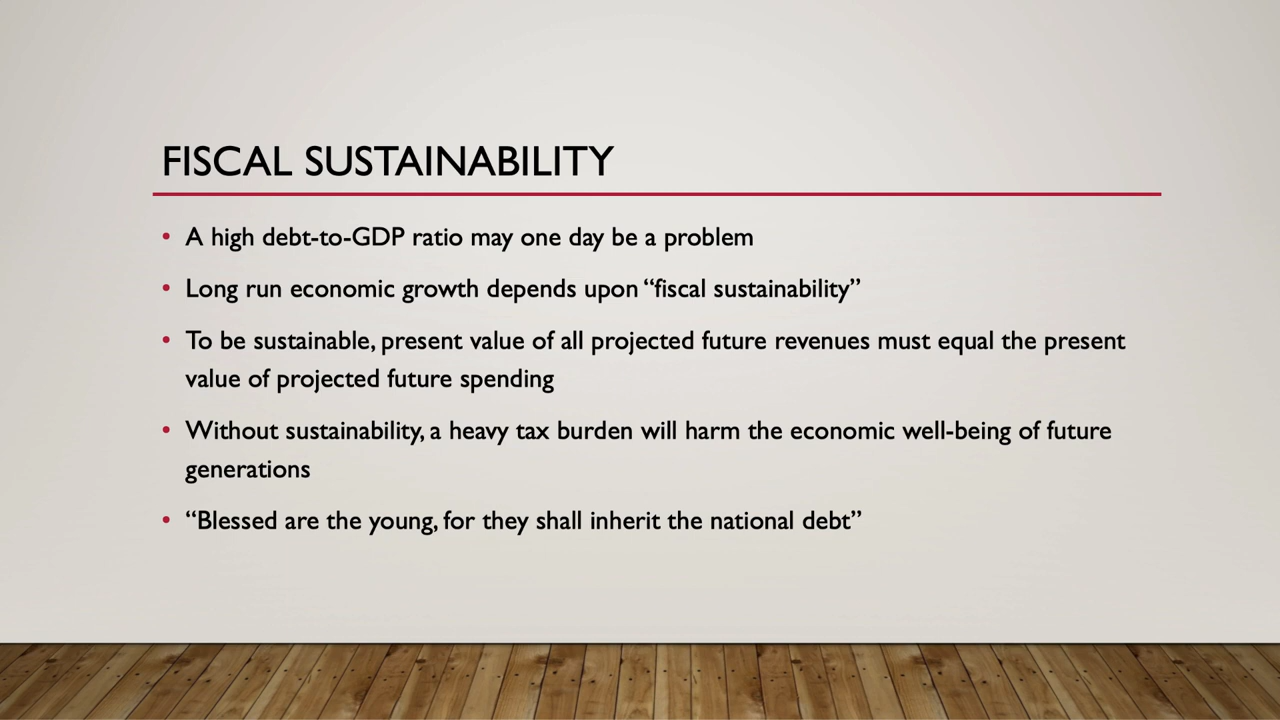 FISCAL SUSTAINABILITY
• A high debt-to-GDP ratio may one day be a problem
• Long run economic growth depends upon “fiscal sustainability”
• To be sustainable, present value of all projected future revenues must equal the present
value of projected future spending
• Without sustainability, a heavy tax burden will harm the economic well-being of future
generations
• “Blessed are the young, for they shall inherit the national debt”